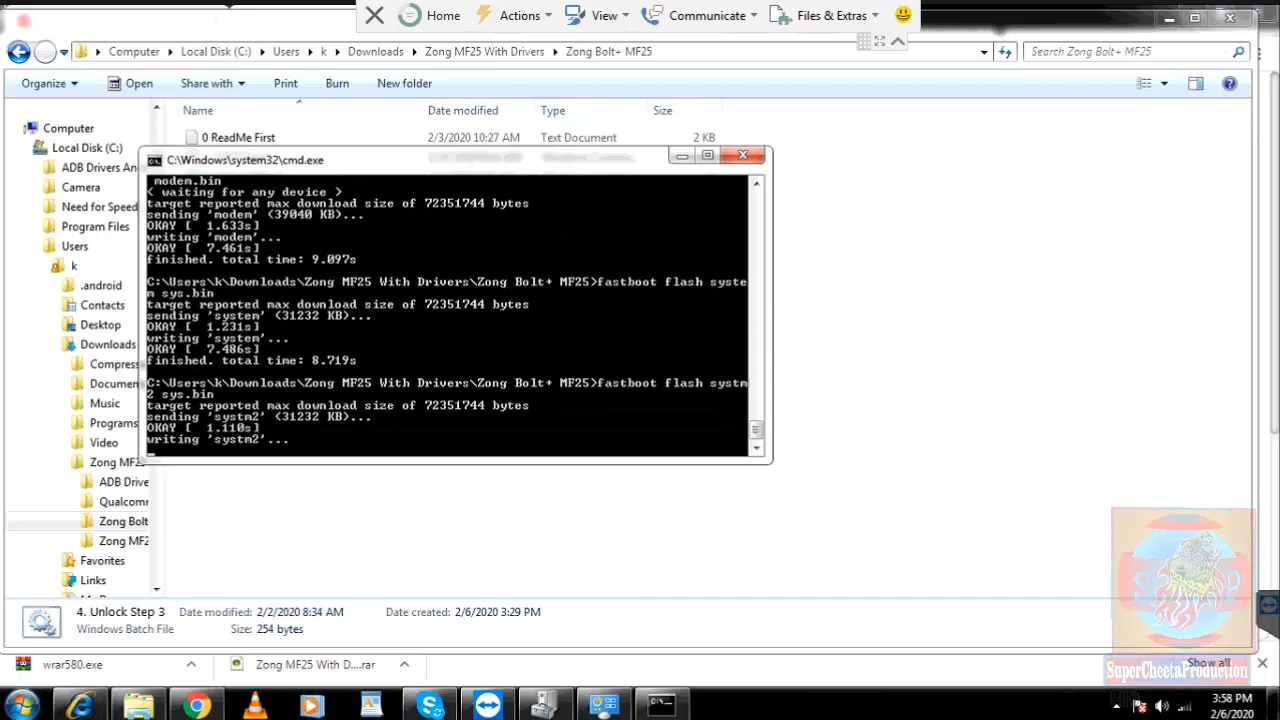 Home Actions View Communicate Files & Extras
Computer Local Disk (C:) Users k Downloads Zong MF25 With Drivers Zong Bolt+ MF25 Search Zong Bolt+ MF25
Organize Open Share with Print Burn New folder
Name Date modified Type Size
Computer
0 ReadMe First 2/3/2020 10:27 AM Text Document 2 KB
Local Disk (C:)
ADB Drivers An
Camera
Need for Speed
Program Files
Users
k
.android
Contacts
Desktop
Downloads
Compress
Documen
Music
Programs
Video
Zong MF25
ADB Drive
Qualcomm
Zong Bolt
Zong MF2
Favorites
Links
C:\Windows\system32\cmd.exe
modem.bin
< waiting for any device >
target reported max download size of 72351744 bytes
sending 'modem' (39040 KB)...
OKAY [ 1.633s]
writing 'modem'...
OKAY [ 7.461s]
finished. total time: 9.097s
C:\Users\k\Downloads\Zong MF25 With Drivers\Zong Bolt+ MF25>fastboot flash syste
m sys.bin
target reported max download size of 72351744 bytes
sending 'system' (31232 KB)...
OKAY [ 1.231s]
writing 'system'...
OKAY [ 7.486s]
finished. total time: 8.719s
C:\Users\k\Downloads\Zong MF25 With Drivers\Zong Bolt+ MF25>fastboot flash systm
2 sys.bin
target reported max download size of 72351744 bytes
sending 'systm2' (31232 KB)...
OKAY [ 1.110s]
writing 'systm2'...
4. Unlock Step 3 Date modified: 2/2/2020 8:34 AM Date created: 2/6/2020 3:29 PM
Windows Batch File Size: 254 bytes
wrar580.exe Zong MF25 With D....rar Show all
SuperCheetaProduction
3:58 PM
2/6/2020